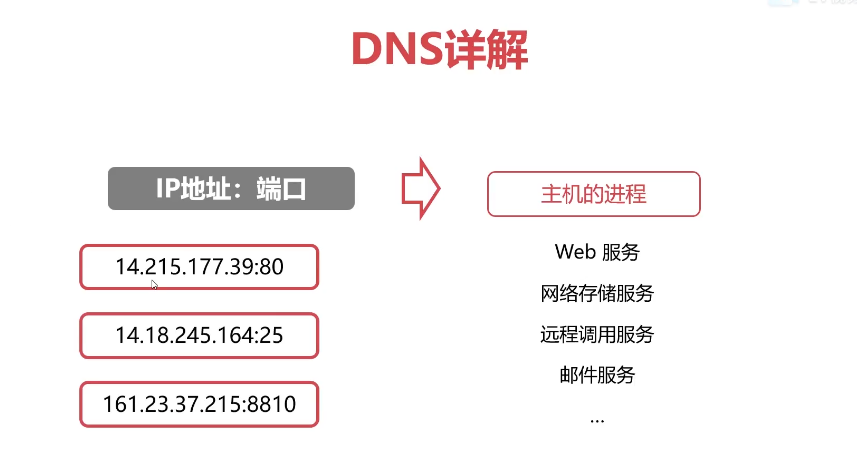 DNS详解
IP地址：端口
主机的进程
14.215.177.39:80
14.18.245.164:25
161.23.37.215:8810
Web 服务
网络存储服务
远程调用服务
邮件服务
...